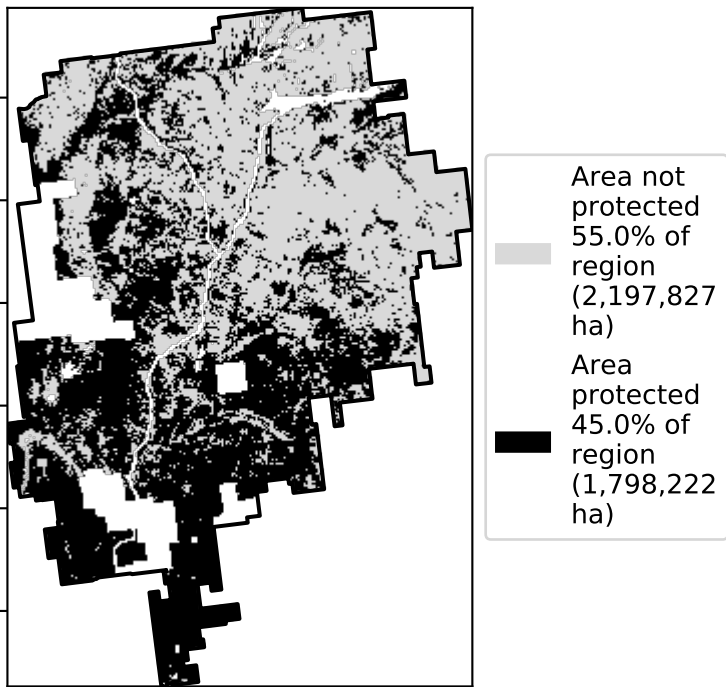 Area not
protected
55.0% of
region
(2,197,827
ha)
Area
protected
45.0% of
region
(1,798,222
ha)